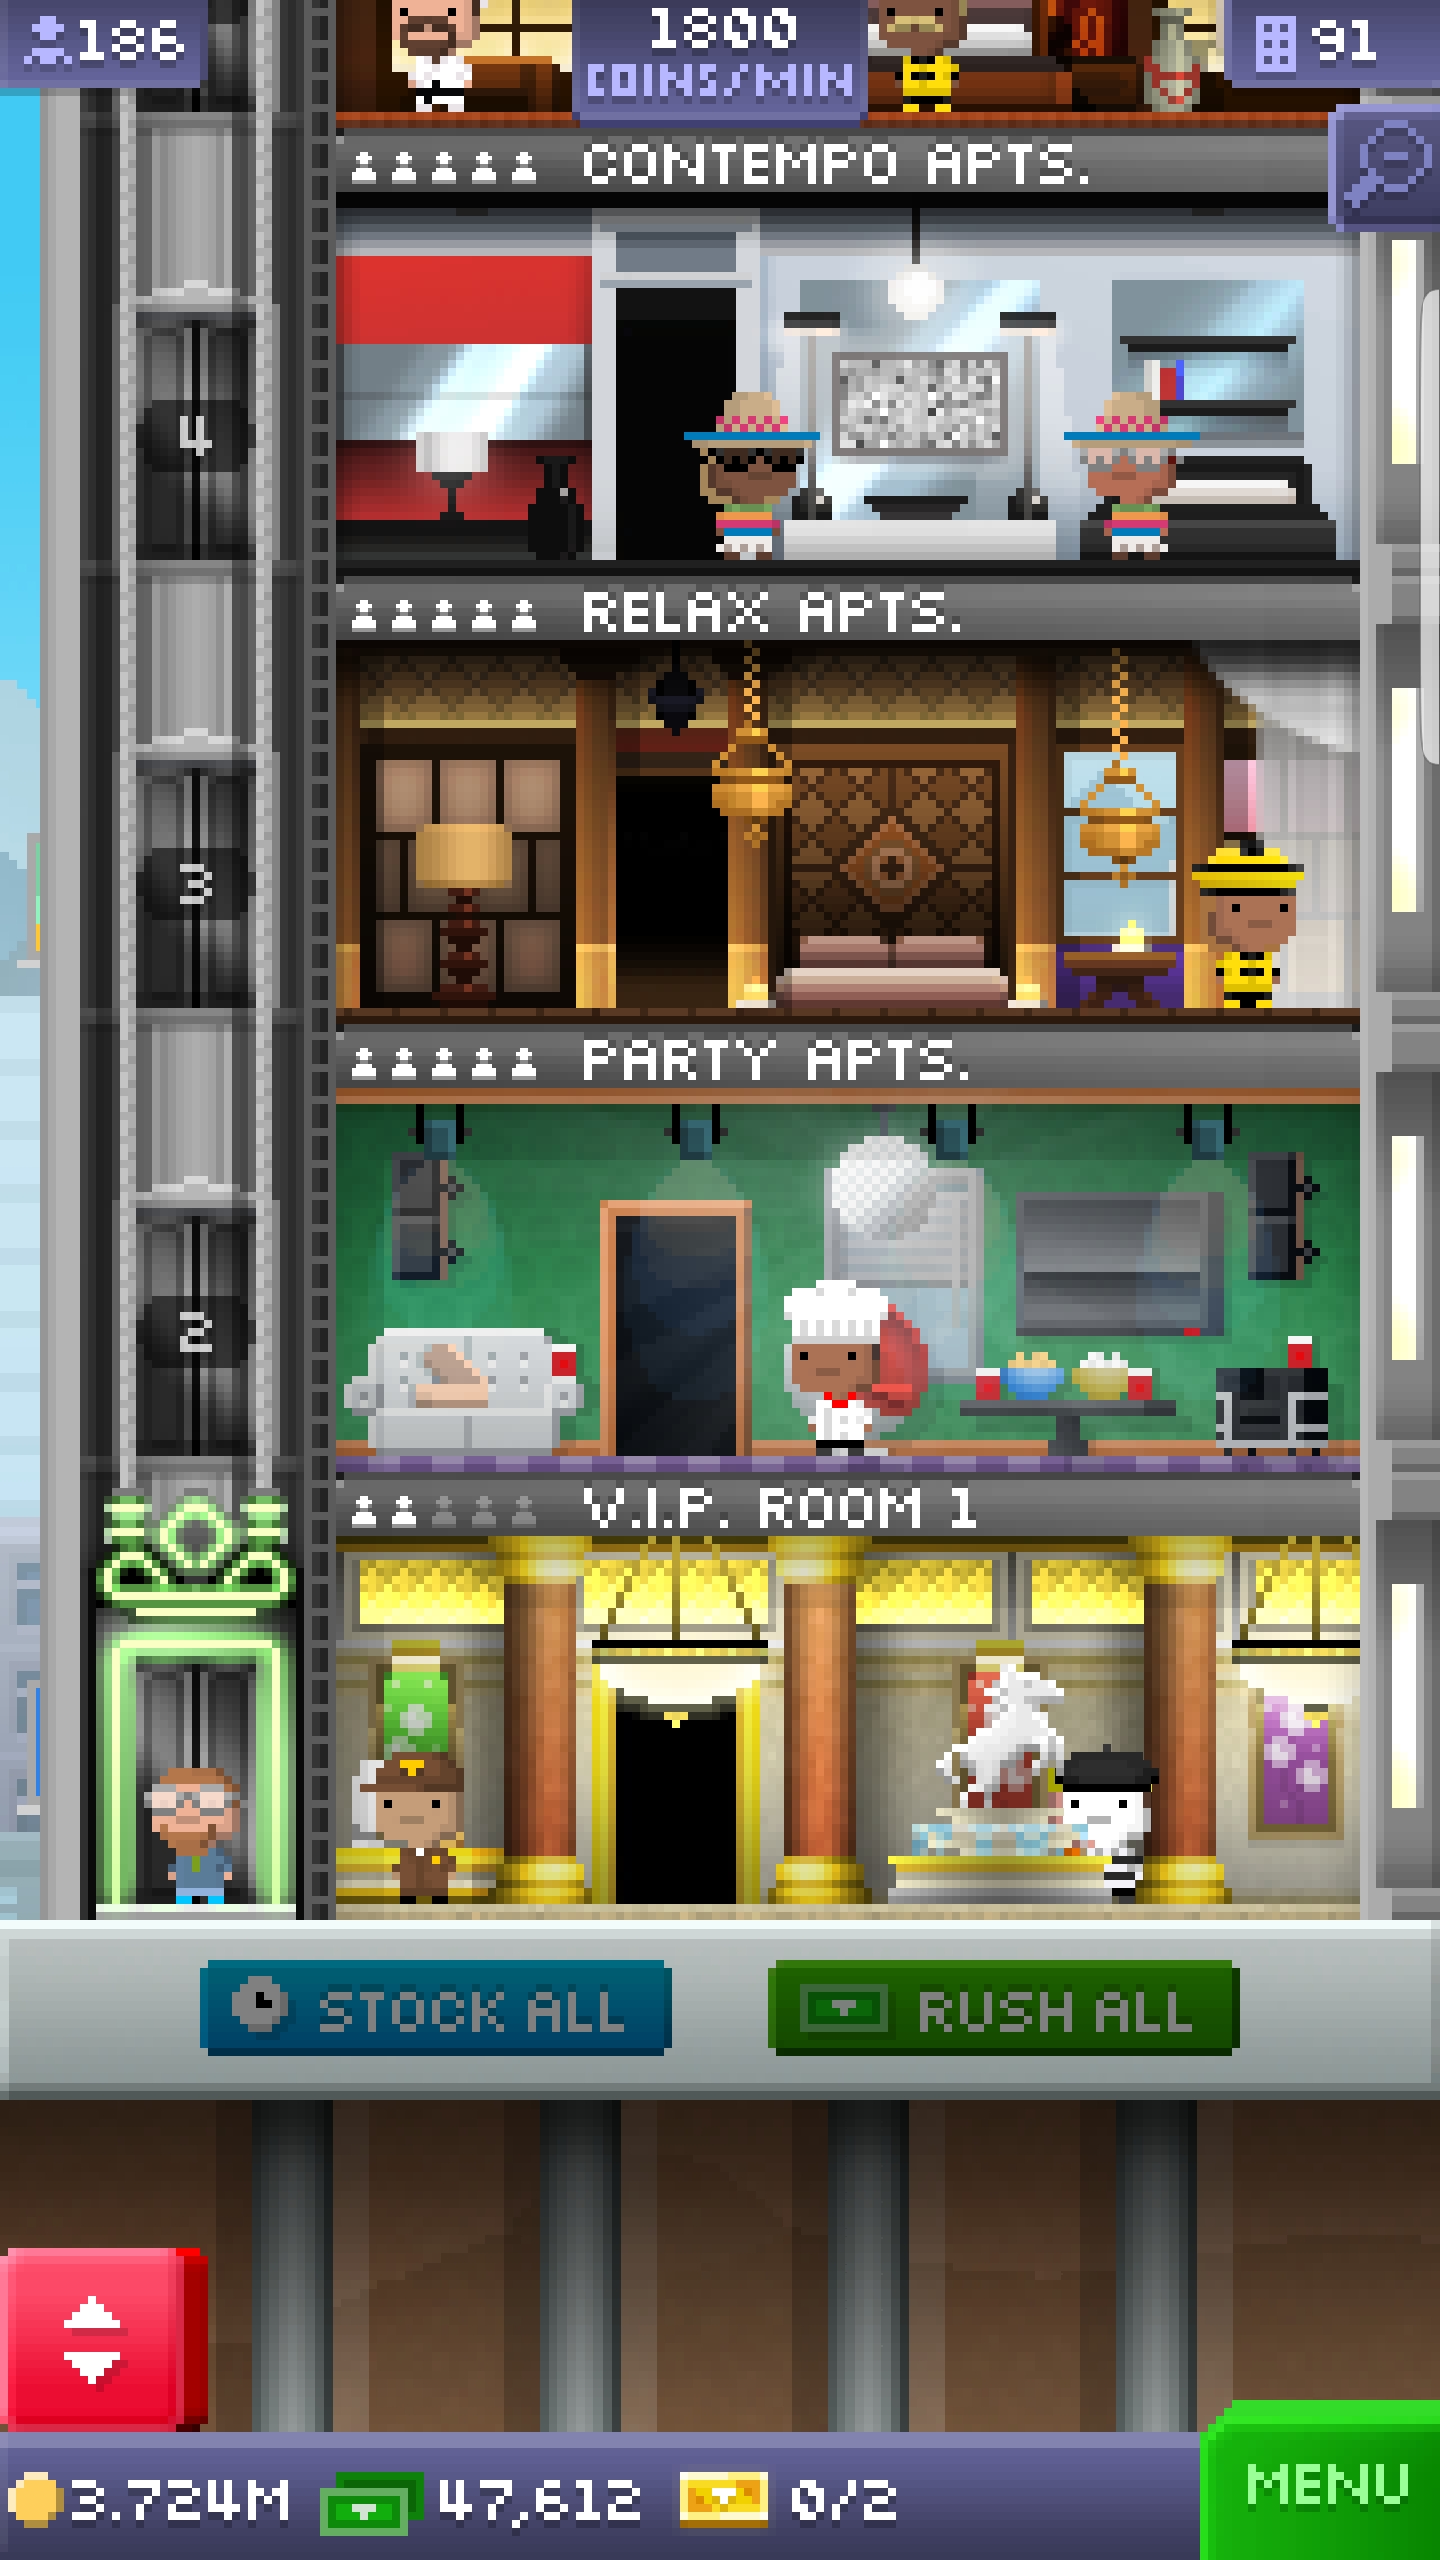 186
1800
COINS/MIN
91
CONTEMPO APTS.
4
RELAX APTS.
3
PARTY APTS.
2
V.I.P. ROOM 1
STOCK ALL
RUSH ALL
3.724M
47,612
0/2
MENU